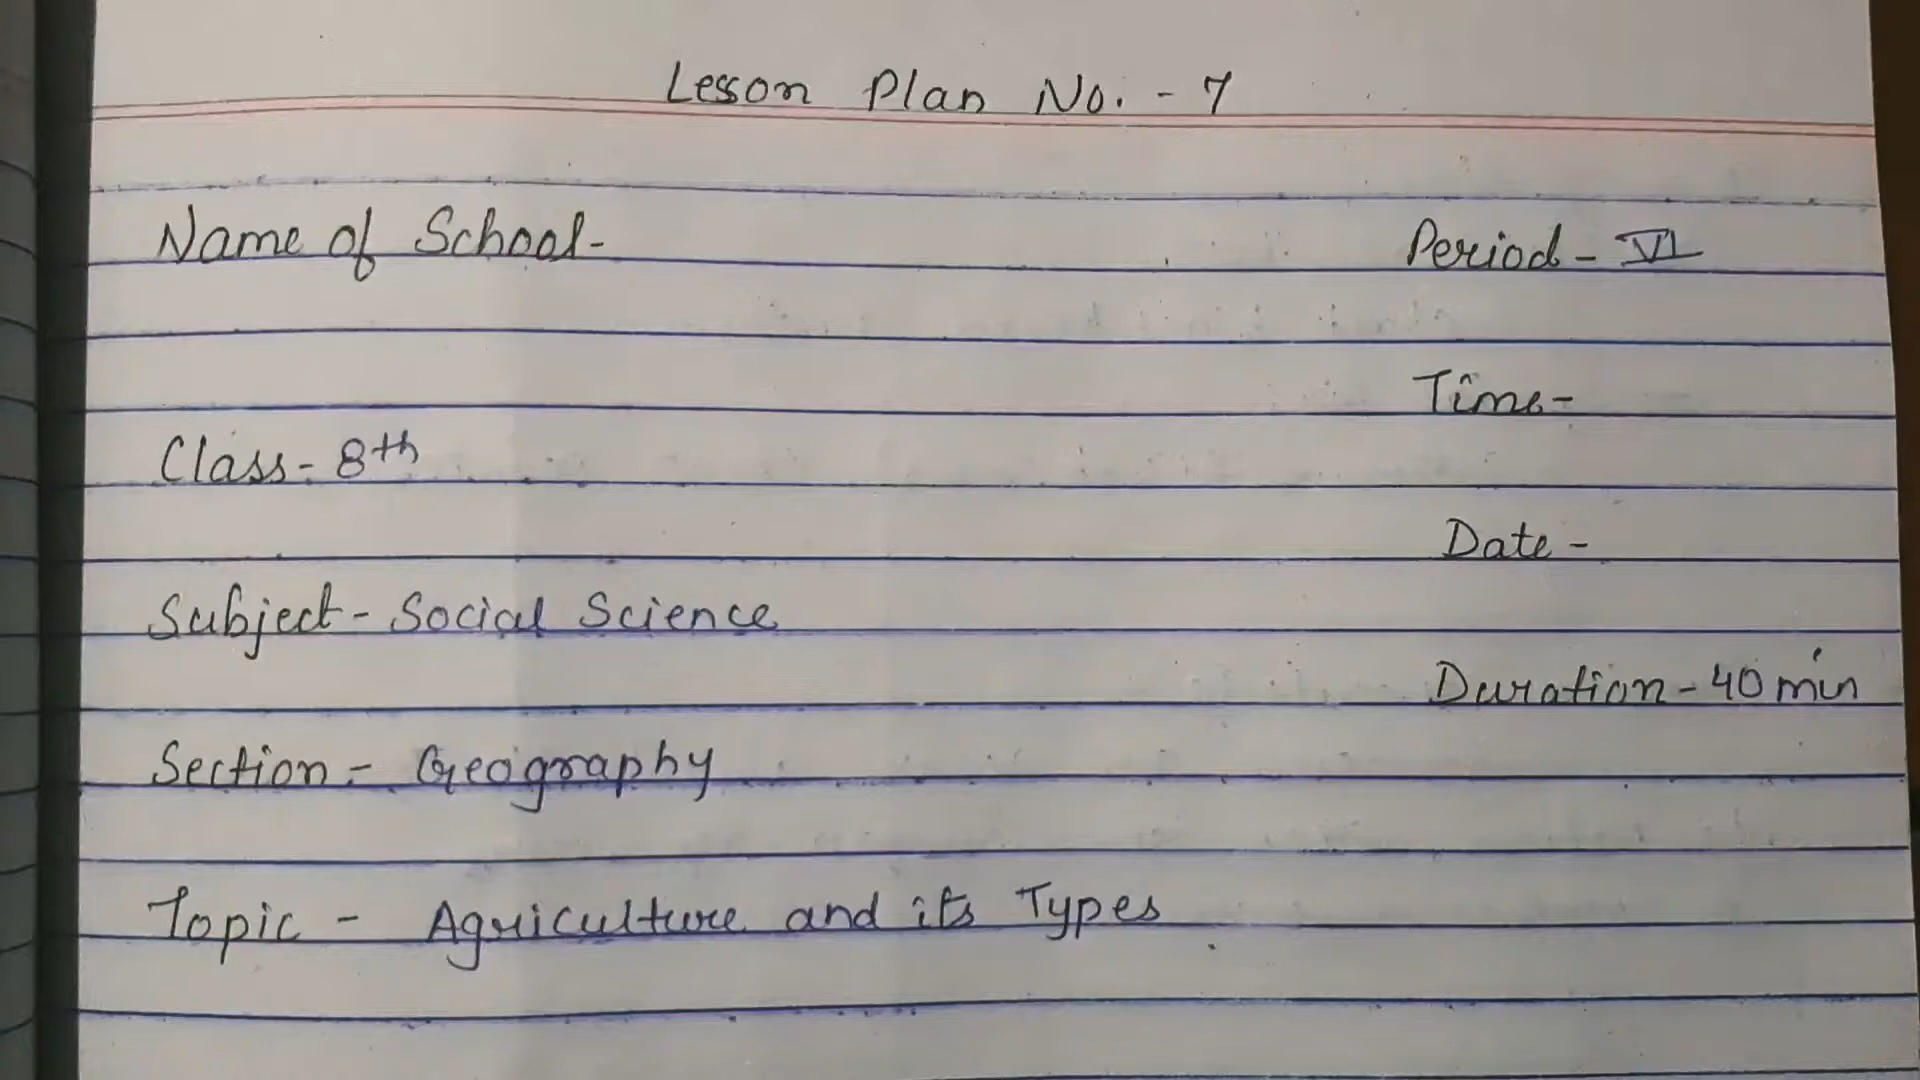 Lesson Plan No. - 7
Name of School-
Period - VI
Time-
Class- 8th
Date -
Subject - Social Science
Duration - 40 min
Section - Geography
Topic - Agriculture and its Types